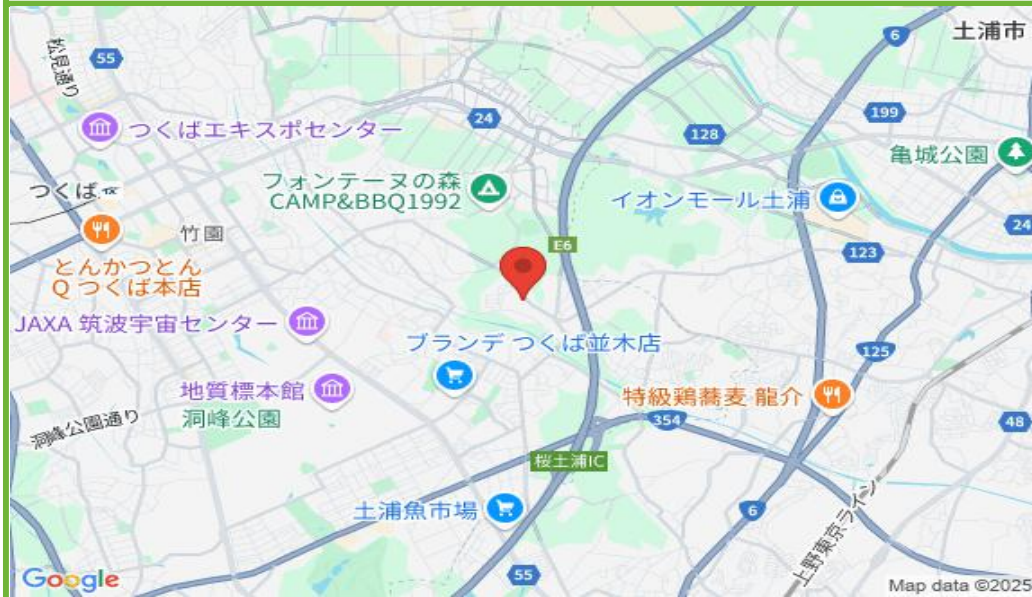 土浦市
6
松見通り
55
24
199
128
つくばエキスポセンター
亀城公園
フォンテーヌの森
CAMP&BBQ1992
つくば
イオンモール土浦
24
竹園
E6
123
とんかつとん
Q つくば本店
JAXA 筑波宇宙センター
ブランデ つくば並木店
125
地質標本館
特級鶏蕎麦 龍介
洞峰公園
洞峰公園通り
354
48
桜土浦IC
土浦魚市場
6
上野東京ライン
55
Google
Map data ©2025